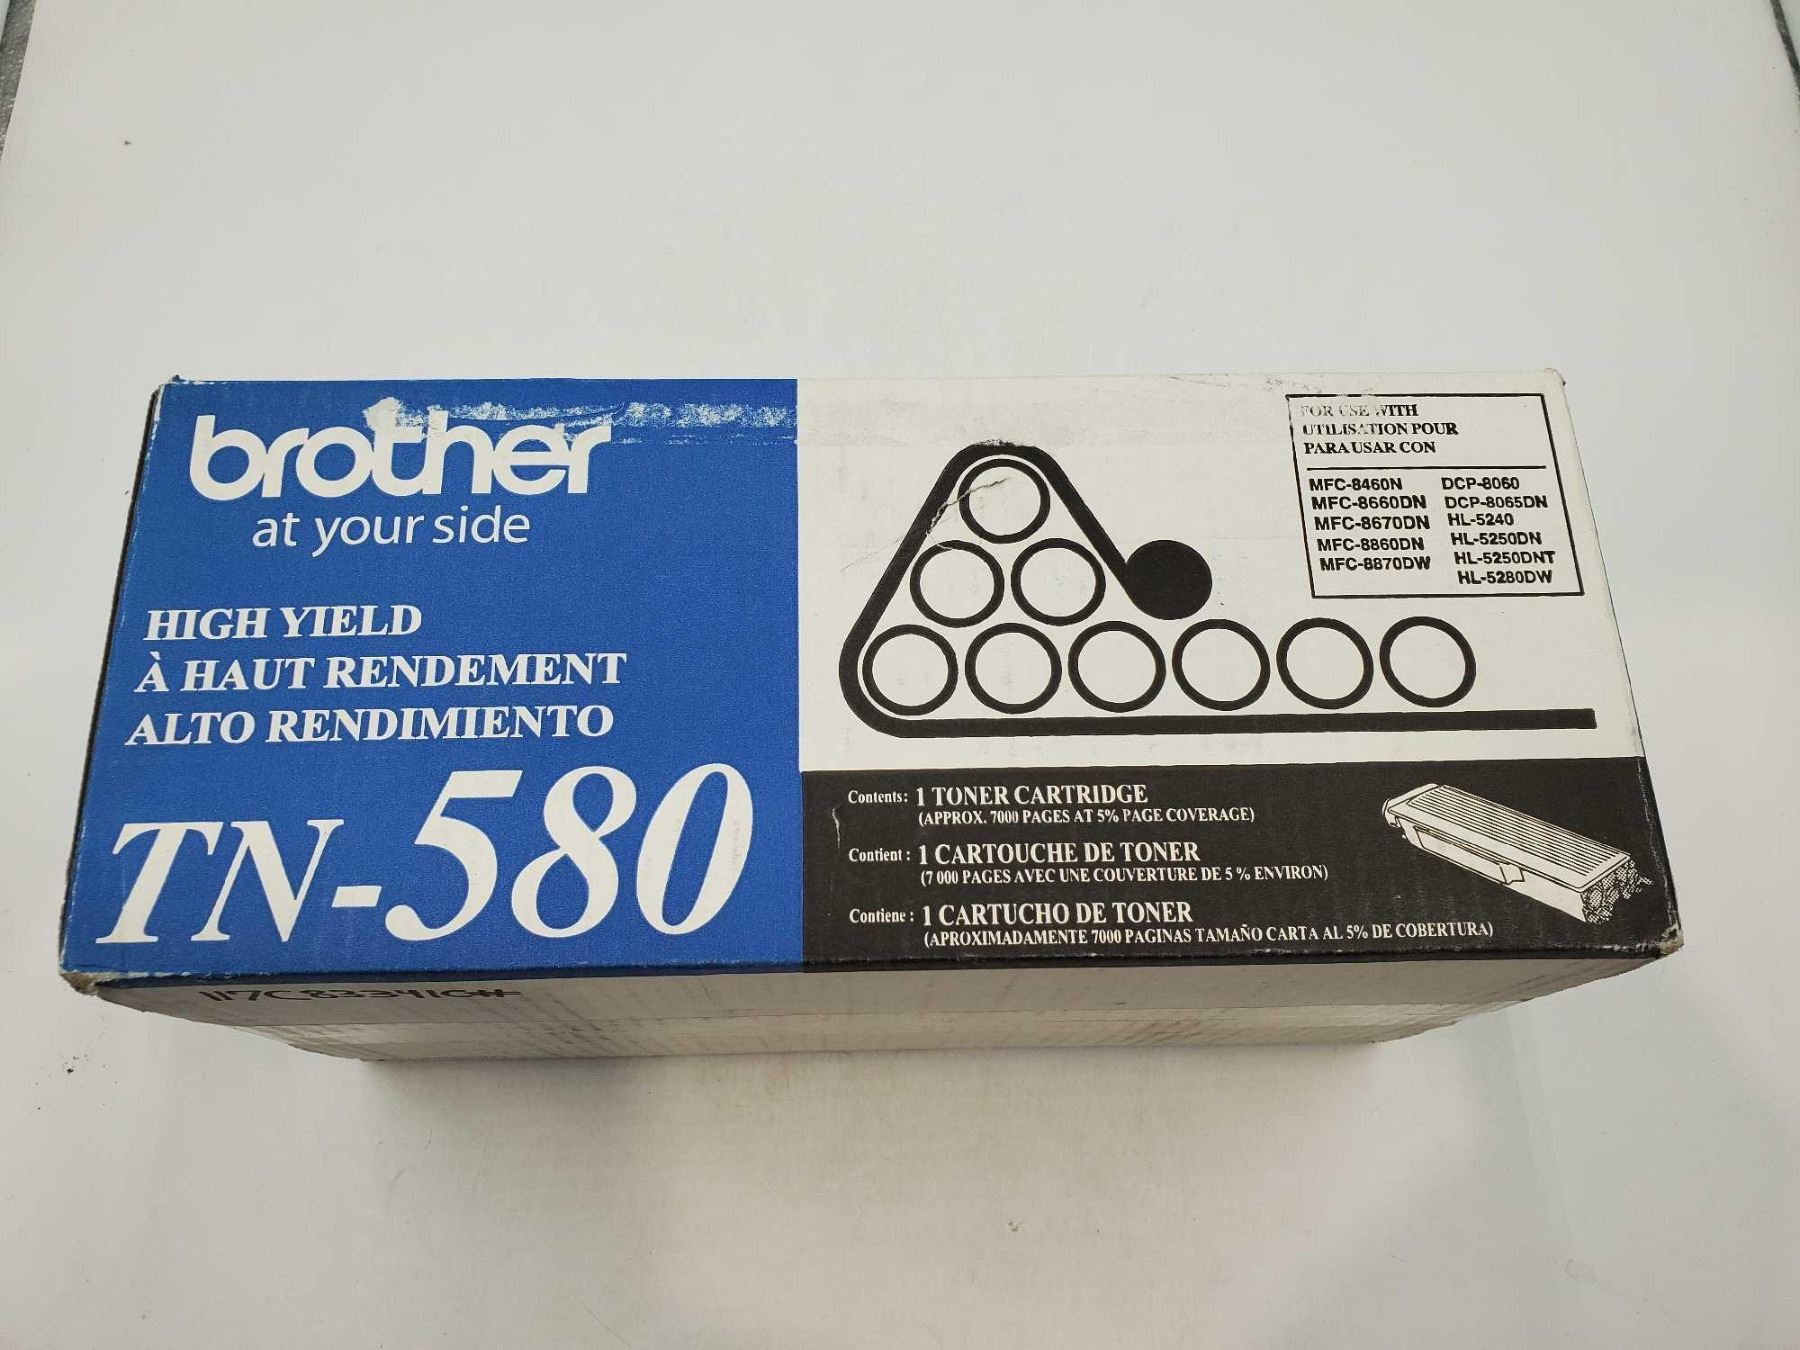 brother
at your side
HIGH YIELD
À HAUT RENDEMENT
ALTO RENDIMIENTO
TN-580
FOR USE WITH
UTILISATION POUR
PARA USAR CON
MFC-8460N DCP-8060
MFC-8660DN DCP-8065DN
MFC-8670DN HL-5240
MFC-8860DN HL-5250DN
MFC-8870DW HL-5250DNT
HL-5280DW
Contents: 1 TONER CARTRIDGE
(APPROX. 7000 PAGES AT 5% PAGE COVERAGE)
Contient : 1 CARTOUCHE DE TONER
(7 000 PAGES AVEC UNE COUVERTURE DE 5 % ENVIRON)
Contiene : 1 CARTUCHO DE TONER
(APROXIMADAMENTE 7000 PAGINAS TAMAÑO CARTA AL 5% DE COBERTURA)